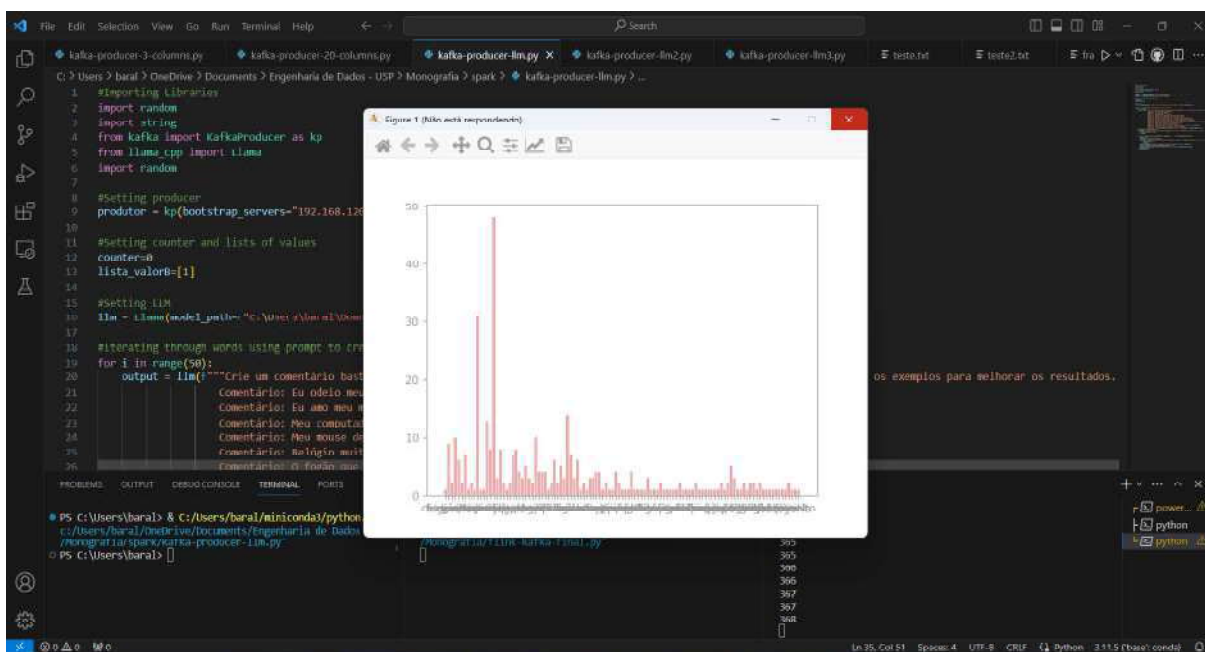 File Edit Selection View Go Run Terminal Help
Search
kafka-producer-3-columns.py kafka-producer-20-columns.py kafka-producer-llm.py kafka-producer-llm2.py kafka-producer-llm3.py teste.txt teste2.txt
C: > Users > baral > OneDrive > Documents > Engenharia de Dados - USP > Monografia > spark > kafka-producer-llm.py > ...
1 #Importing Libraries
2 import random
3 import string
4 from kafka import KafkaProducer as kp
5 from llama_cpp import Llama
6 import random
7
8 #Setting producer
9 produtor = kp(bootstrap_servers="192.168.
10
11 #Setting counter and lists of values
12 counter=0
13 lista_valor0=[1]
14
15 #Setting LLM
16 llm = Llama(model_path=
17
18 #iterating through words using prompt to
19 for i in range(50):
20 output = llm(f"""Crie um comentário os exemplos para melhorar os resultados.
21 Comentário: Eu odeio
22 Comentário: Eu amo meu
23 Comentário: Meu
24 Comentário: Meu mouse
25 Comentário: Relógio
26 Comentário: O fogão que
Figure 1 (Não está respondendo)
50
40
30
20
10
0
PROBLEMS OUTPUT DEBUG CONSOLE TERMINAL PORTS
PS C:\Users\baral> & C:/Users/baral/miniconda3/python
c:/Users/baral/OneDrive/Documents/Engenharia de Dados
/Monografia/spark/kafka-producer-llm.py
PS C:\Users\baral>
/Monografia/flink-kafka-final.py
365
365
366
366
367
367
368
python
python
Ln 35, Col 51 Spaces: 4 UTF-8 CRLF Python 3.11.5 ('base': conda)